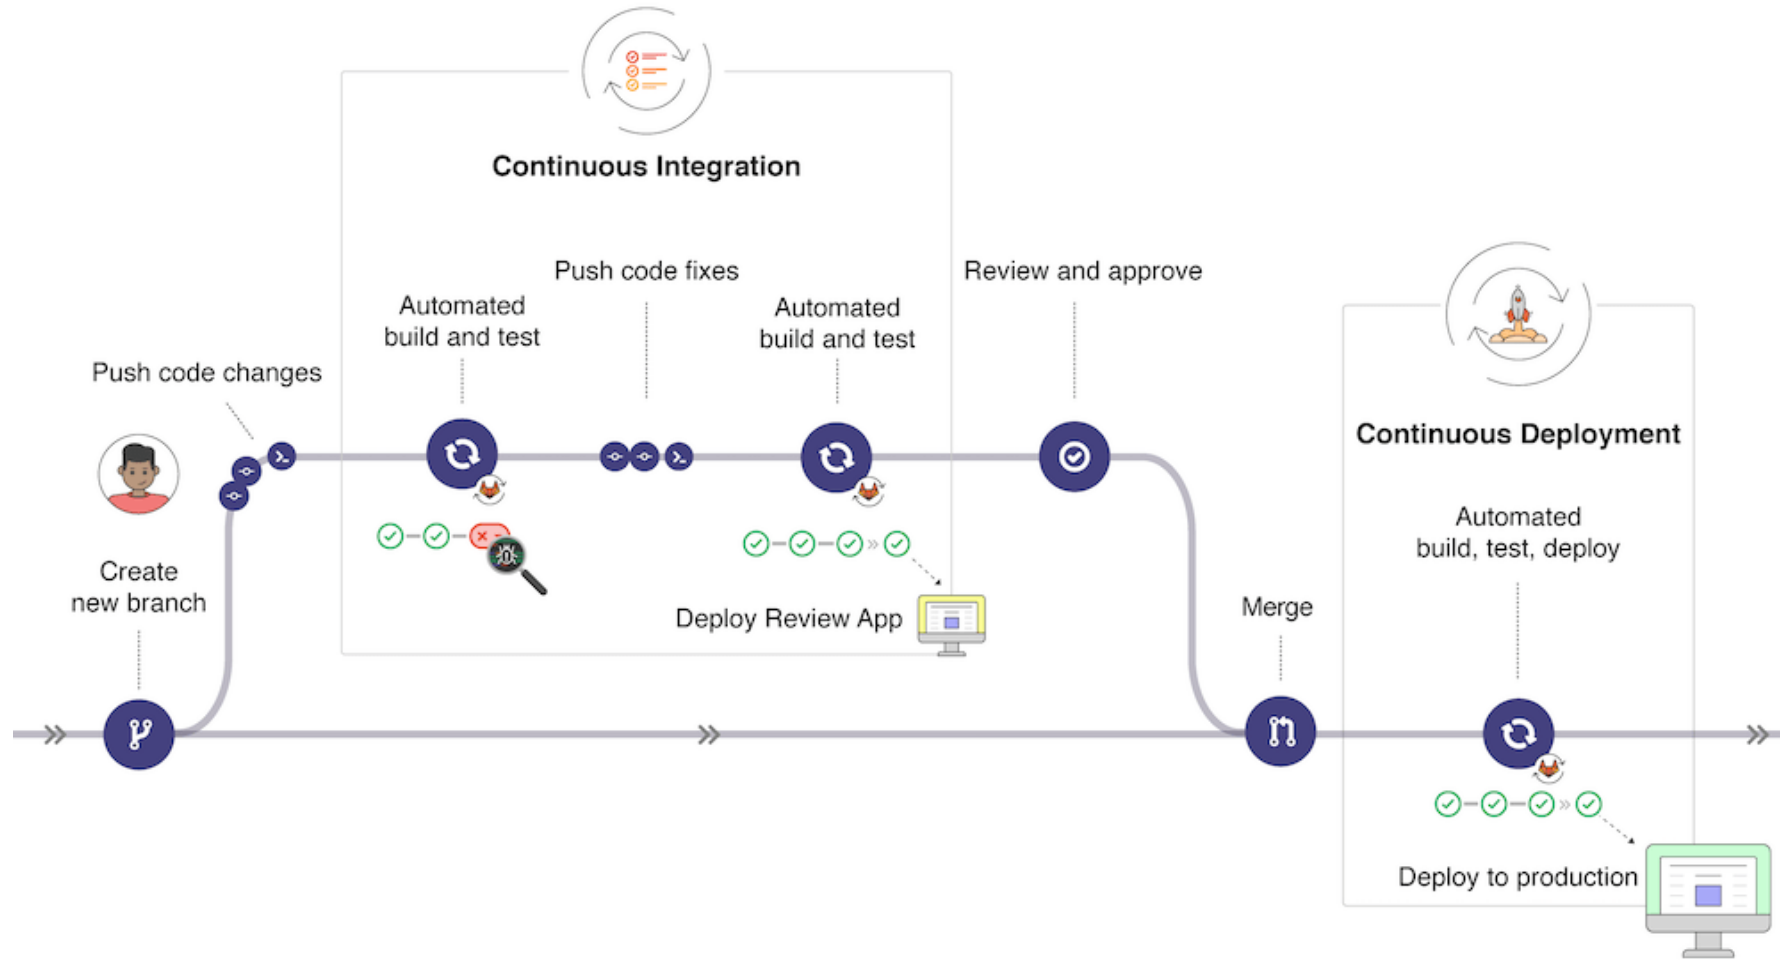 Continuous Integration
Push code fixes
Review and approve
Automated
build and test
Automated
build and test
Push code changes
Continuous Deployment
Automated
build, test, deploy
Create
new branch
Deploy Review App
Merge
Deploy to production